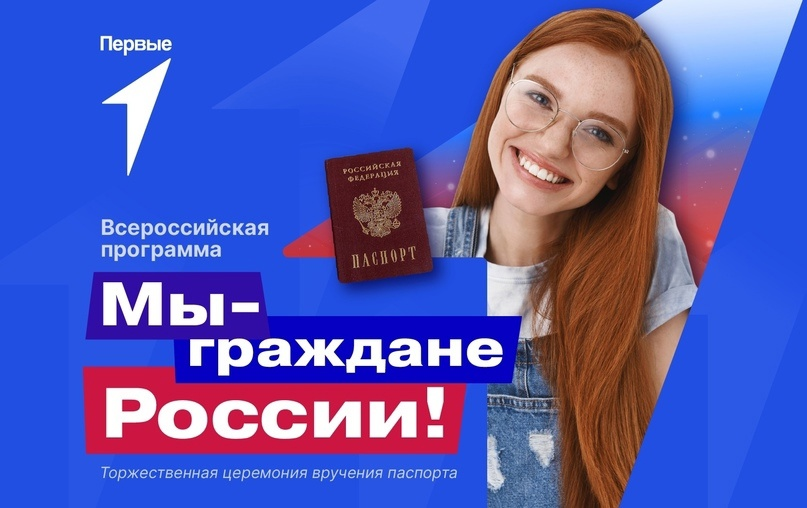 Первые
РОССИЙСКАЯ
ФЕДЕРАЦИЯ
ПАСПОРТ
Всероссийская
программа
Мы-
граждане
России!
Торжественная церемония вручения паспорта